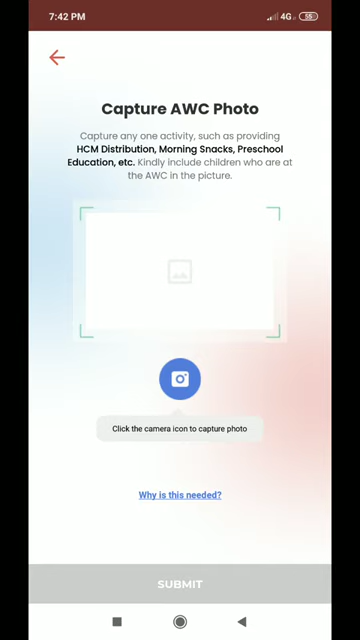 7:42 PM 4G 55
Capture AWC Photo
Capture any one activity, such as providing
HCM Distribution, Morning Snacks, Preschool
Education, etc. Kindly include children who are at
the AWC in the picture.
Click the camera icon to capture photo
Why is this needed?
SUBMIT